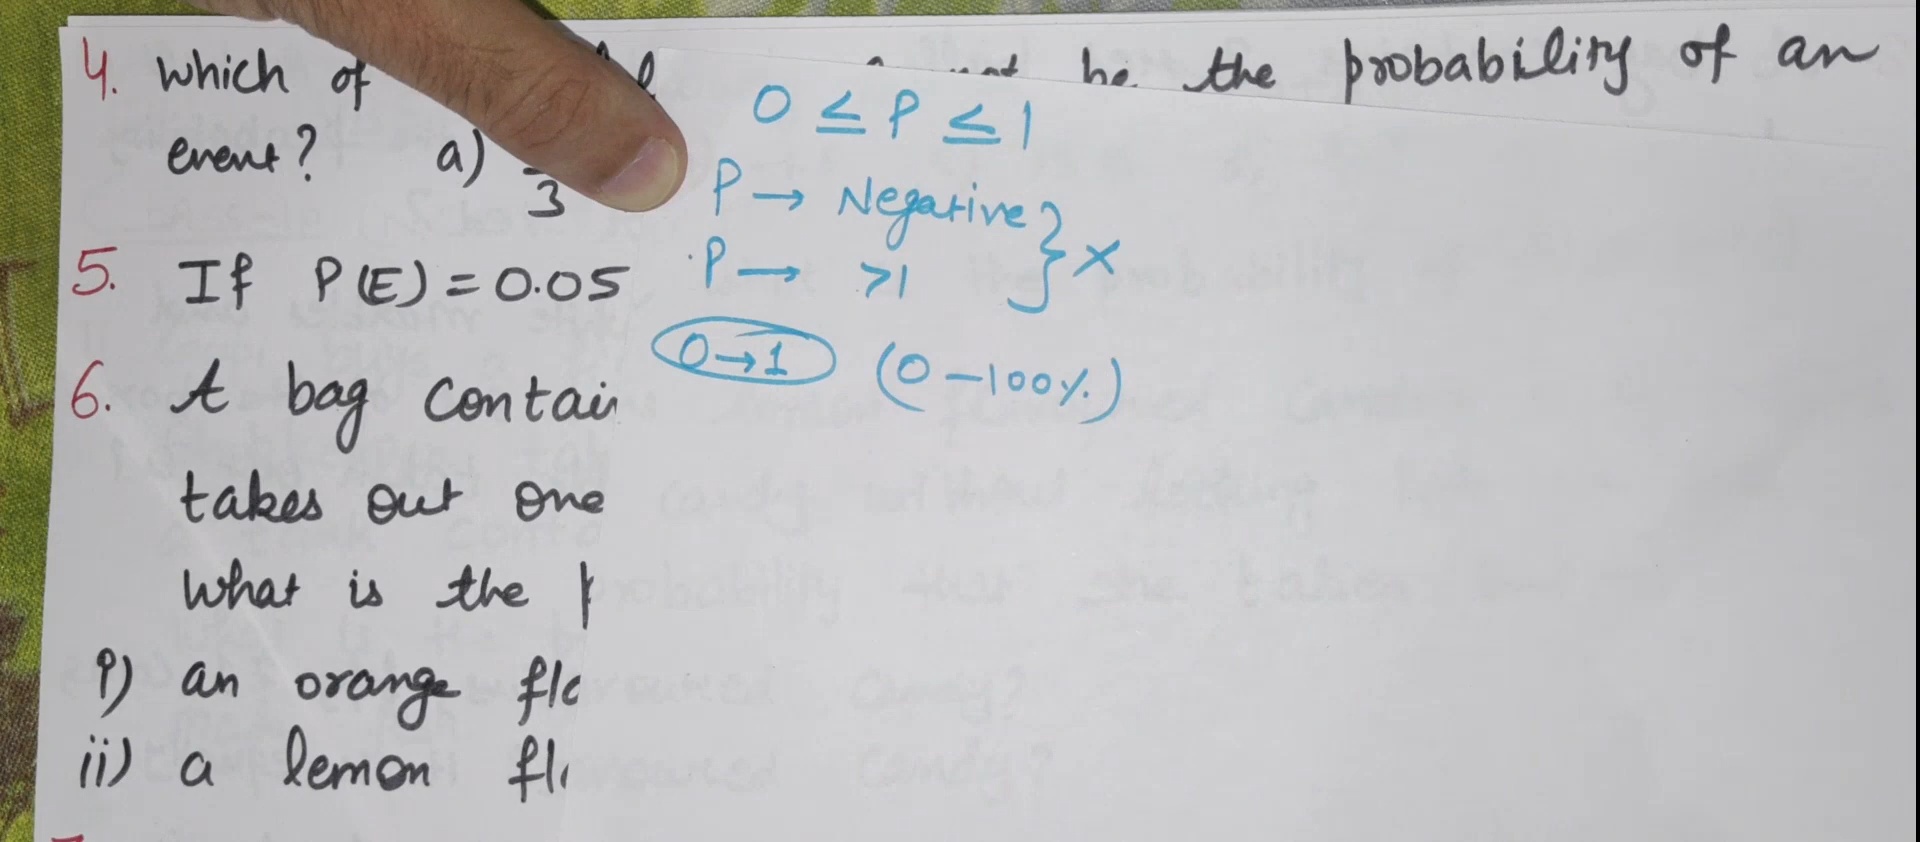 4. Which of be the probability of an
event? a) 3
0 ≤ P ≤ 1
P → Negative } ×
P → >1
0→1 (0-100%)
5. If P(E) = 0.05
6. A bag contai
takes out one
What is the p
i) an orange fla
ii) a lemon fl